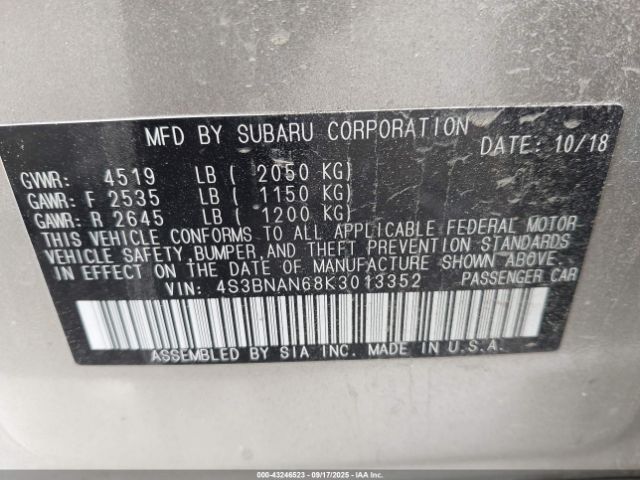 MFD BY SUBARU CORPORATION DATE: 10/18
GVWR: 4519 LB ( 2050 KG)
GAWR: F 2535 LB ( 1150 KG)
GAWR: R 2645 LB ( 1200 KG)
THIS VEHICLE CONFORMS TO ALL APPLICABLE FEDERAL MOTOR
VEHICLE SAFETY, BUMPER, AND THEFT PREVENTION STANDARDS
IN EFFECT ON THE DATE OF MANUFACTURE SHOWN ABOVE.
VIN: 4S3BNAN68K3013352 PASSENGER CAR
ASSEMBLED BY SIA INC. MADE IN U.S.A.
000-43246523 - 09/17/2025 - IAAI.COM